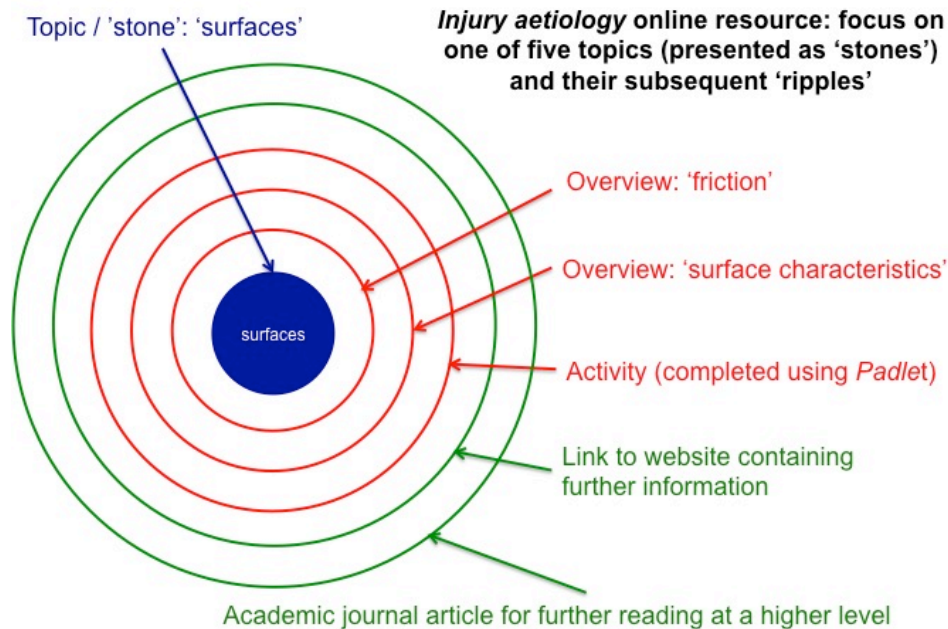 Topic / 'stone': 'surfaces'
Injury aetiology online resource: focus on
one of five topics (presented as ‘stones’)
and their subsequent ‘ripples’
Overview: ‘friction’
Overview: ‘surface characteristics’
surfaces
Activity (completed using Padlet)
Link to website containing
further information
Academic journal article for further reading at a higher level